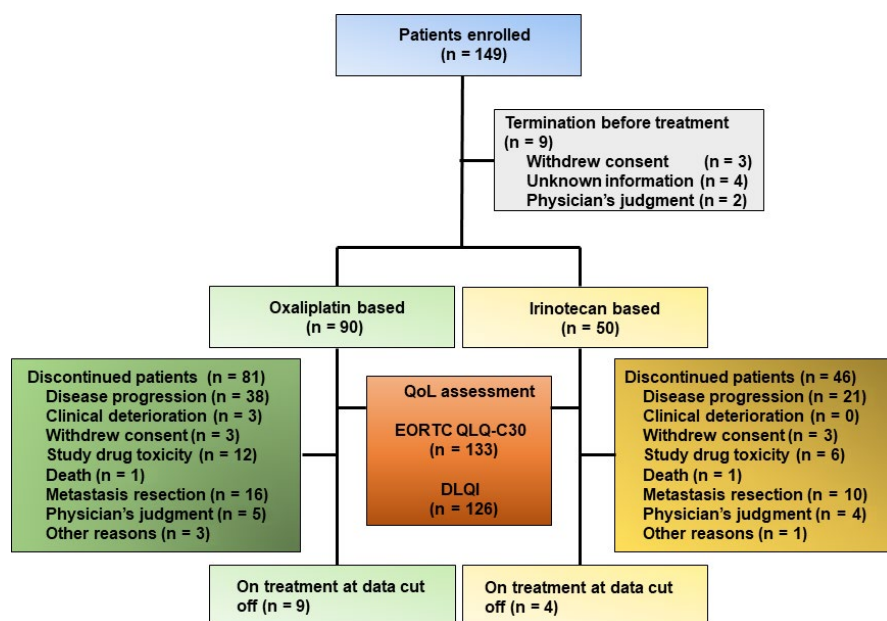 Patients enrolled
(n = 149)
Termination before treatment
(n = 9)
Withdrew consent (n = 3)
Unknown information (n = 4)
Physician's judgment (n = 2)
Oxaliplatin based
(n = 90)
Irinotecan based
(n = 50)
Discontinued patients (n = 81)
Disease progression (n = 38)
Clinical deterioration (n = 3)
Withdrew consent (n = 3)
Study drug toxicity (n = 12)
Death (n = 1)
Metastasis resection (n = 16)
Physician's judgment (n = 5)
Other reasons (n = 3)
QoL assessment
EORTC QLQ-C30
(n = 133)
DLQI
(n = 126)
Discontinued patients (n = 46)
Disease progression (n = 21)
Clinical deterioration (n = 0)
Withdrew consent (n = 3)
Study drug toxicity (n = 6)
Death (n = 1)
Metastasis resection (n = 10)
Physician's judgment (n = 4)
Other reasons (n = 1)
On treatment at data cut
off (n = 9)
On treatment at data cut
off (n = 4)